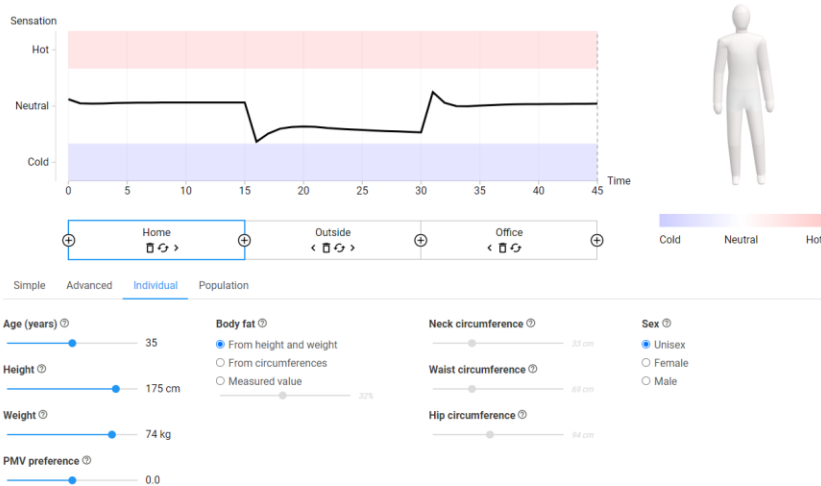 Sensation
Hot
Neutral
Cold
0 5 10 15 20 25 30 35 40 45
Time
Home Outside Office
Cold Neutral Hot
Simple Advanced Individual Population
Age (years)
35
Height
175 cm
Weight
74 kg
PMV preference
0.0
Body fat
From height and weight
From circumferences
Measured value
30%
Neck circumference
33 cm
Waist circumference
Hip circumference
94 cm
Sex
Unisex
Female
Male